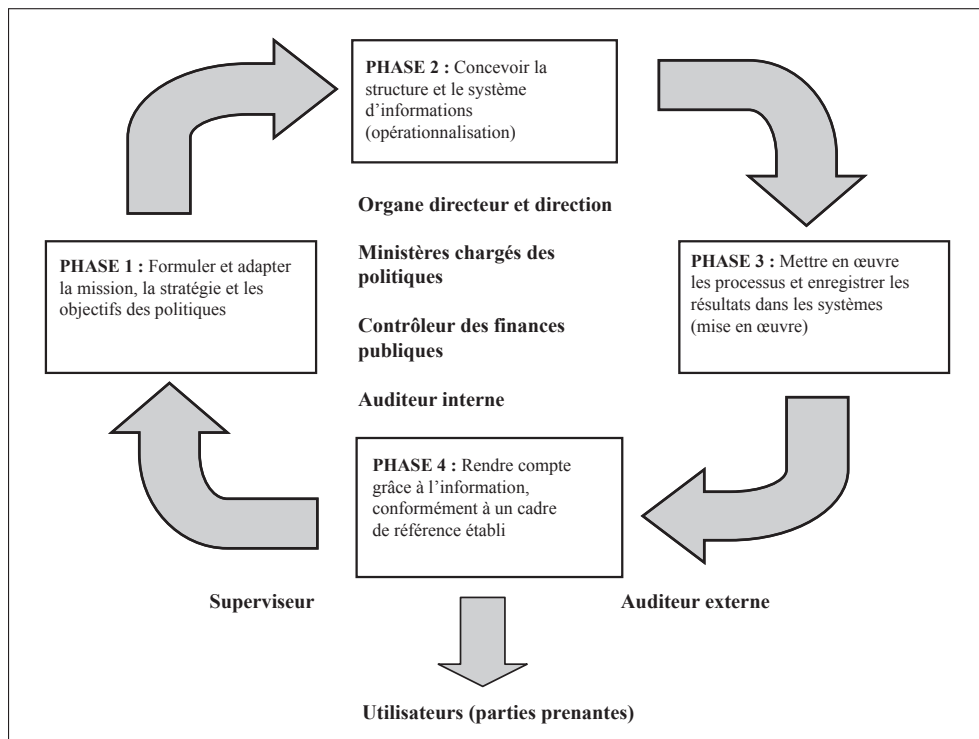 PHASE 2 : Concevoir la
structure et le système
d’informations
(opérationnalisation)
Organe directeur et direction
Ministères chargés des
politiques
Contrôleur des finances
publiques
Auditeur interne
PHASE 1 : Formuler et adapter
la mission, la stratégie et les
objectifs des politiques
PHASE 3 : Mettre en œuvre
les processus et enregistrer les
résultats dans les systèmes
(mise en œuvre)
PHASE 4 : Rendre compte
grâce à l’information,
conformément à un cadre
de référence établi
Superviseur
Auditeur externe
Utilisateurs (parties prenantes)